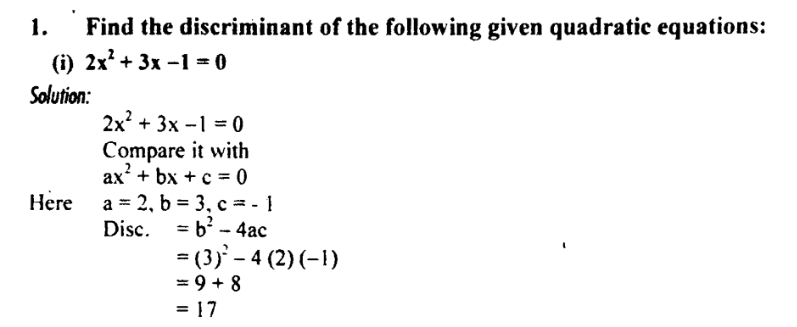 1. Find the discriminant of the following given quadratic equations:
(i) 2x² + 3x –1 = 0
Solution:
2x² + 3x –1 = 0
Compare it with
ax² + bx + c = 0
Here a = 2, b = 3, c = - 1
Disc. = b² – 4ac
= (3)² – 4 (2) (–1)
= 9 + 8
= 17